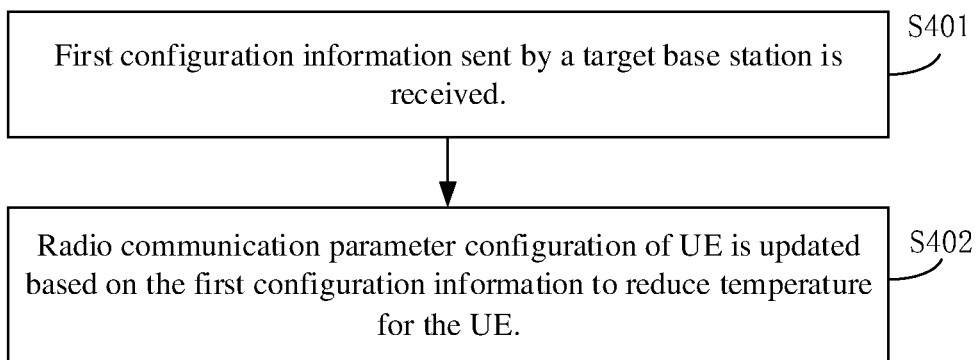 S401
First configuration information sent by a target base station is
received.
S402
Radio communication parameter configuration of UE is updated
based on the first configuration information to reduce temperature
for the UE.